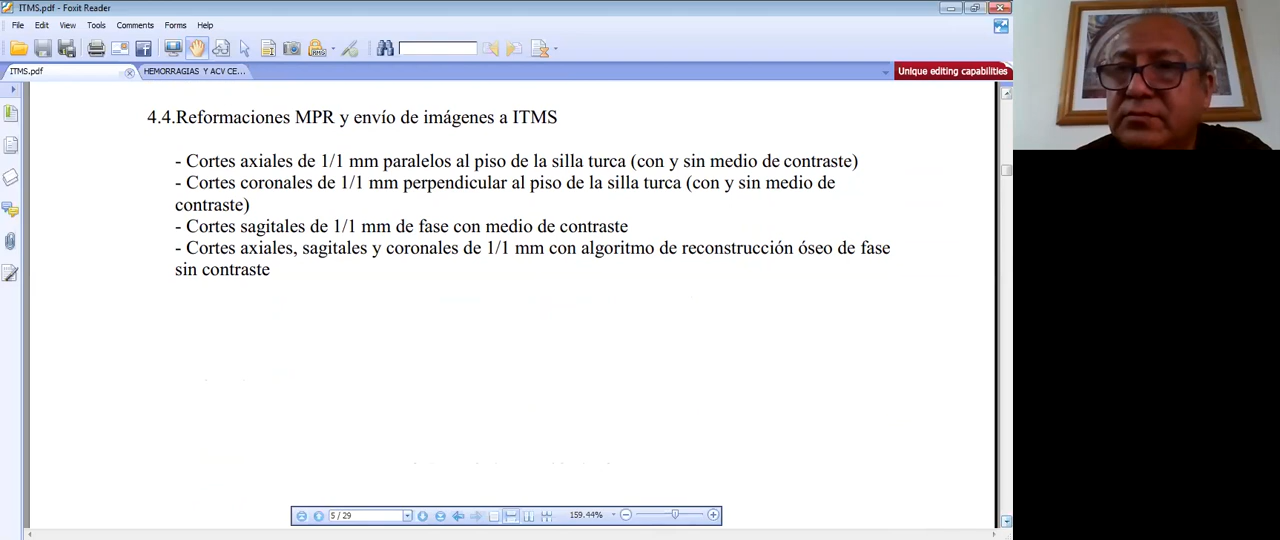 ITMS.pdf - Foxit Reader
File Edit View Tools Comments Forms Help
ITMS.pdf
HEMORRAGIAS Y ACV CE...
Unique editing capabilities
4.4.Reformaciones MPR y envío de imágenes a ITMS
- Cortes axiales de 1/1 mm paralelos al piso de la silla turca (con y sin medio de contraste)
- Cortes coronales de 1/1 mm perpendicular al piso de la silla turca (con y sin medio de
contraste)
- Cortes sagitales de 1/1 mm de fase con medio de contraste
- Cortes axiales, sagitales y coronales de 1/1 mm con algoritmo de reconstrucción óseo de fase
sin contraste
5 / 29
159.44%